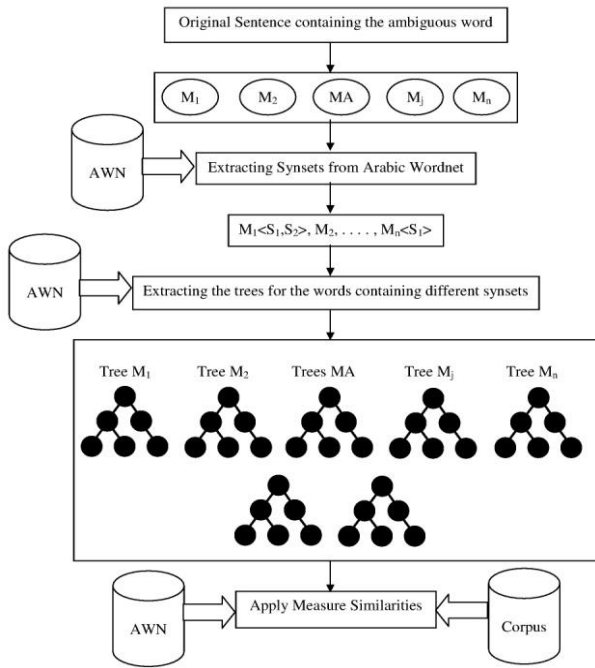 Original Sentence containing the ambiguous word
M1 M2 MA Mj Mn
AWN
Extracting Synsets from Arabic Wordnet
M1<S1,S2>, M2, . . . . , Mn<S1>
AWN
Extracting the trees for the words containing different synsets
Tree M1 Tree M2 Trees MA Tree Mj Tree Mn
AWN
Apply Measure Similarities
Corpus